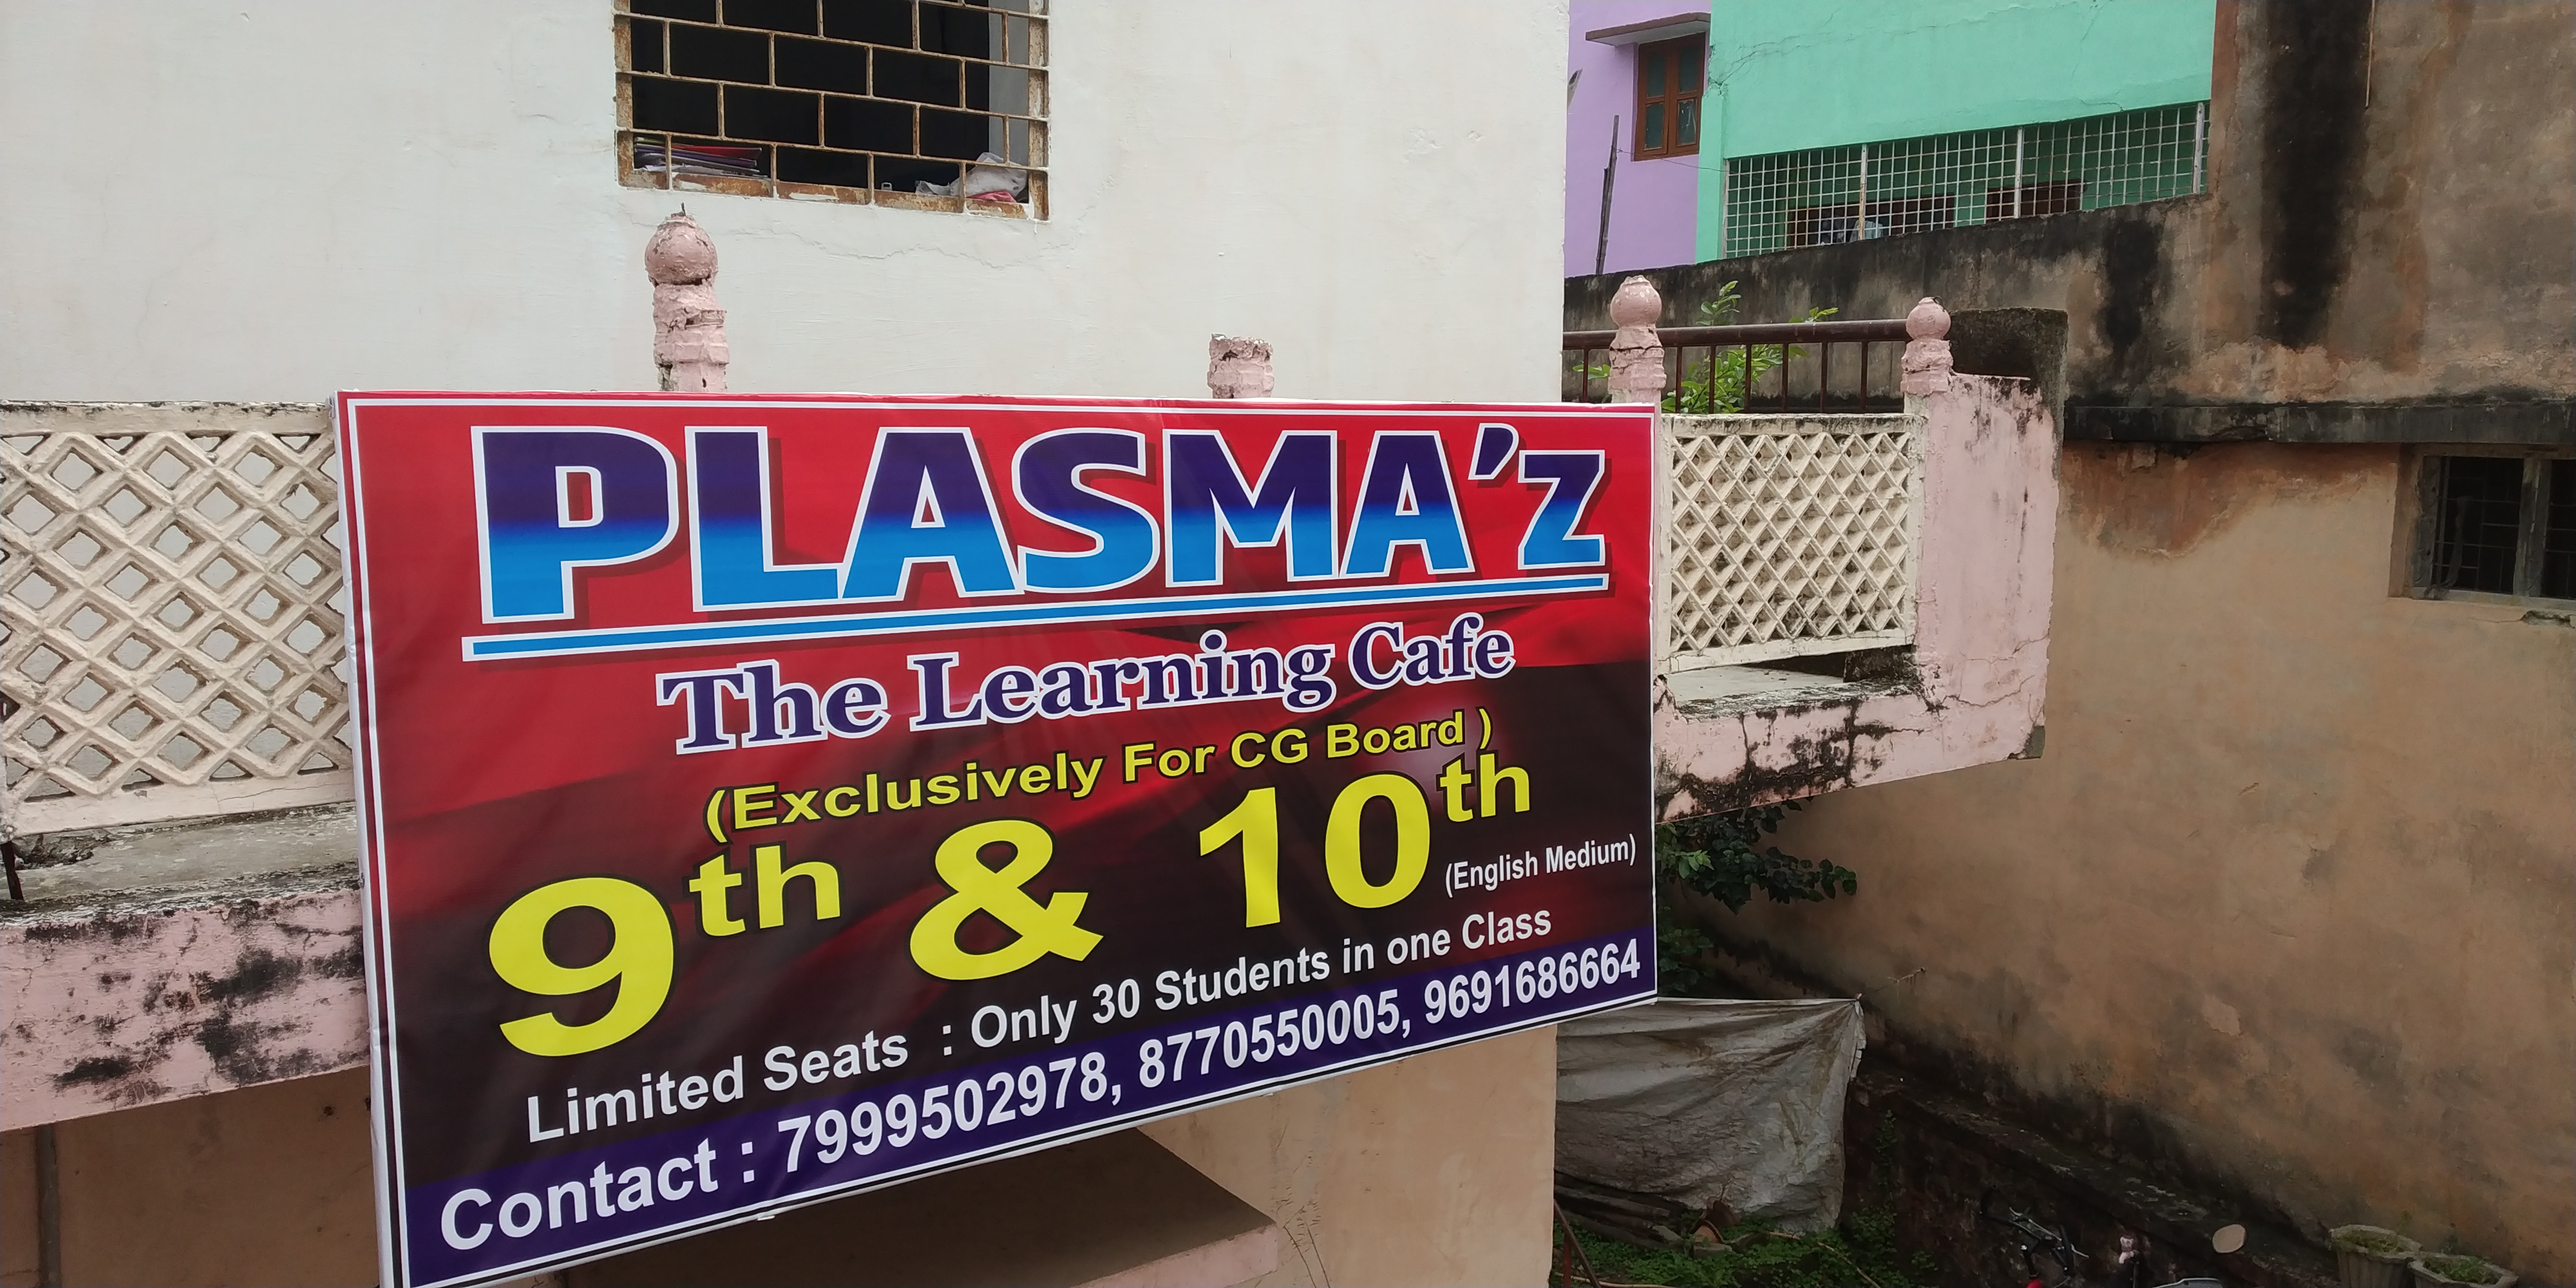 PLASMA'Z
The Learning Cafe
(Exclusively For CG Board )
9th & 10th
(English Medium)
Limited Seats : Only 30 Students in one Class
Contact : 7999502978, 8770550005, 9691686664